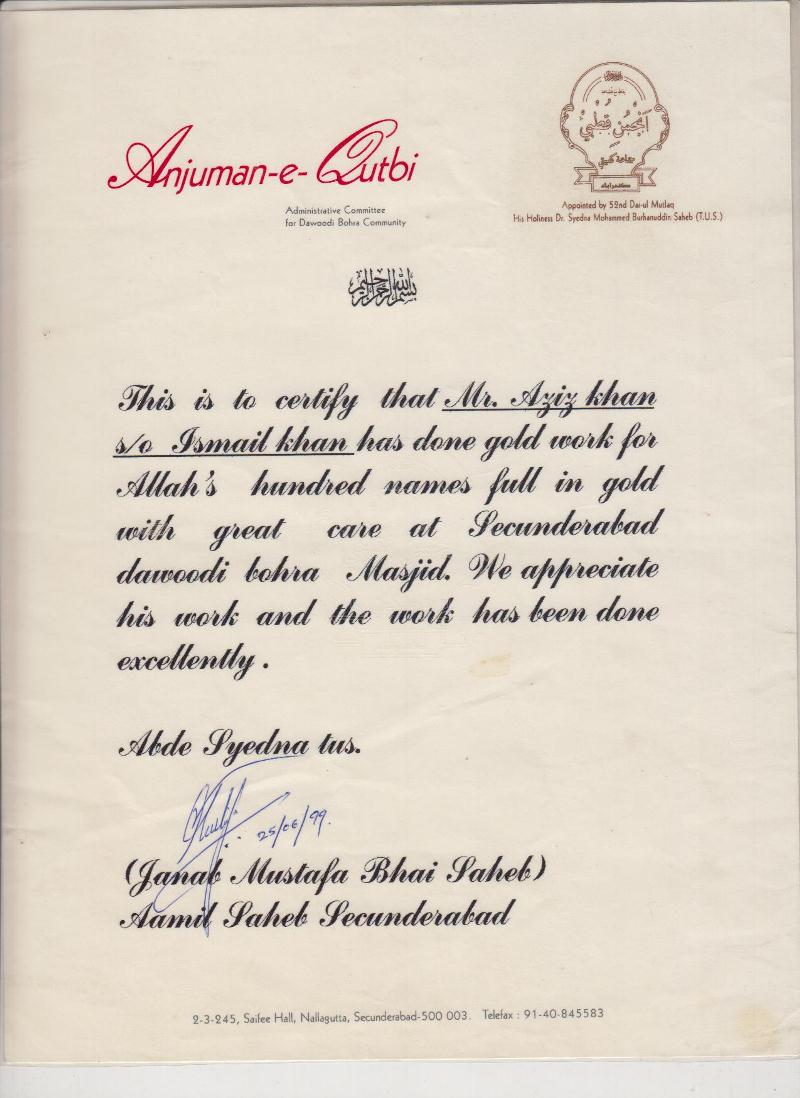 انجمن قطبي
Anjuman-e-Qutbi
Administrative Committee
for Dawoodi Bohra Community
Appointed by 52nd Dai-ul Mutlaq
His Holiness Dr. Syedna Mohammed Burhanuddin Saheb (T.U.S.)
بسم الله الرحمن الرحيم
This is to certify that Mr. Aziz khan
s/o Ismail khan has done gold work for
Allah's hundred names full in gold
with great care at Secunderabad
dawoodi bohra Masjid. We appreciate
his work and the work has been done
excellently.
Abde Syedna tus.
25/06/99.
(Janab Mustafa Bhai Saheb)
Aamil Saheb Secunderabad
2-3-245, Saifee Hall, Nallagutta, Secunderabad-500 003. Telefax : 91-40-845583